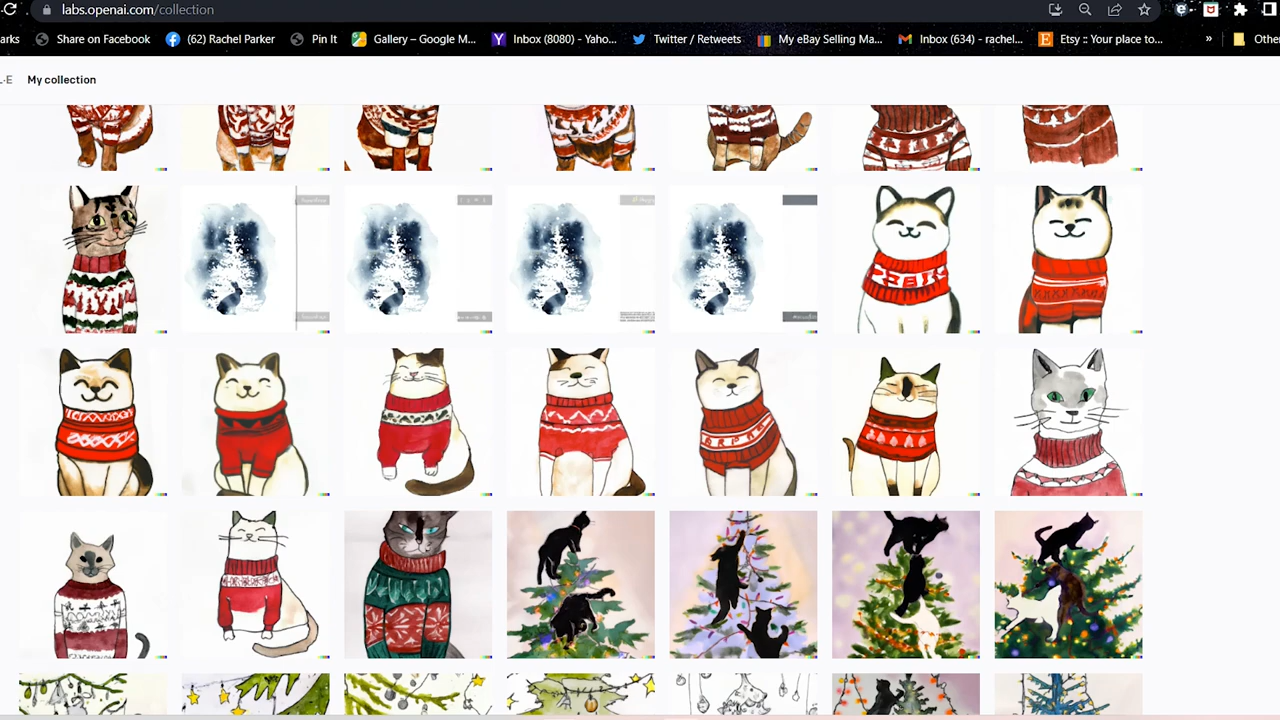 labs.openai.com/collection
arks Share on Facebook (62) Rachel Parker Pin It Gallery – Google M... Inbox (8080) - Yaho... Twitter / Retweets My eBay Selling Ma... Inbox (634) - rachel... Etsy :: Your place to... » Other
L·E My collection